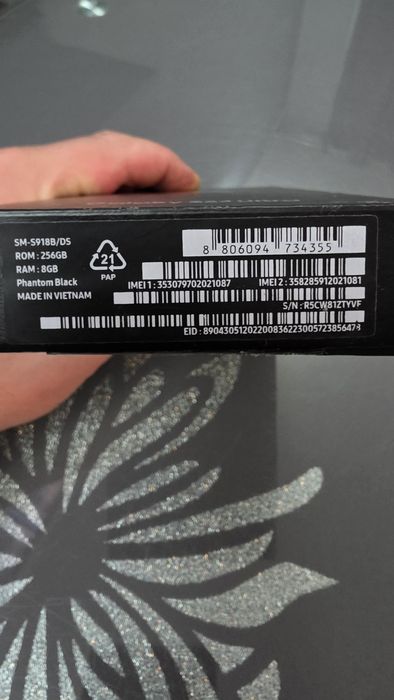 SM-S918B/DS
ROM : 256GB
RAM : 8GB
Phantom Black
MADE IN VIETNAM
21
PAP
8 806094 734355
IMEI 1 : 353079702021087 IMEI 2 : 358285912021081
S/N : R5CW81ZTYVF
EID : 89043051202200836223005723856478